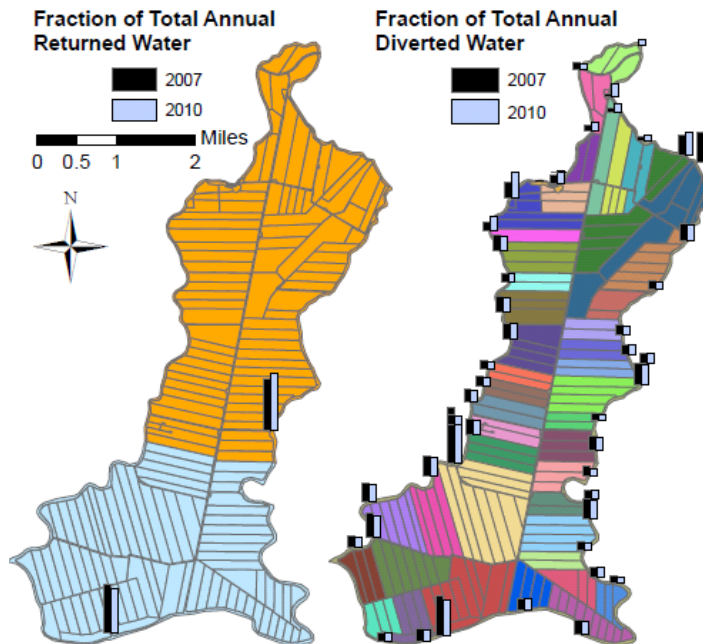 Fraction of Total Annual
Returned Water
2007
2010
Miles
0 0.5 1 2
N
Fraction of Total Annual
Diverted Water
2007
2010